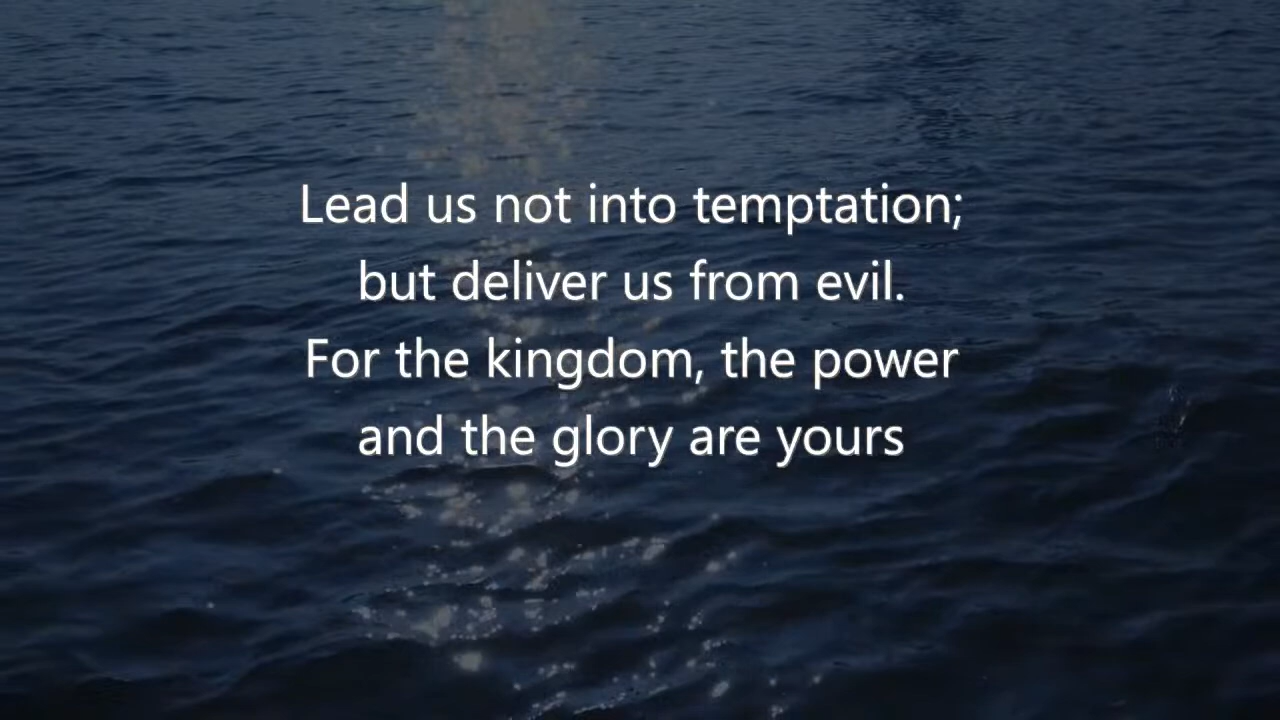 Lead us not into temptation;
but deliver us from evil.
For the kingdom, the power
and the glory are yours